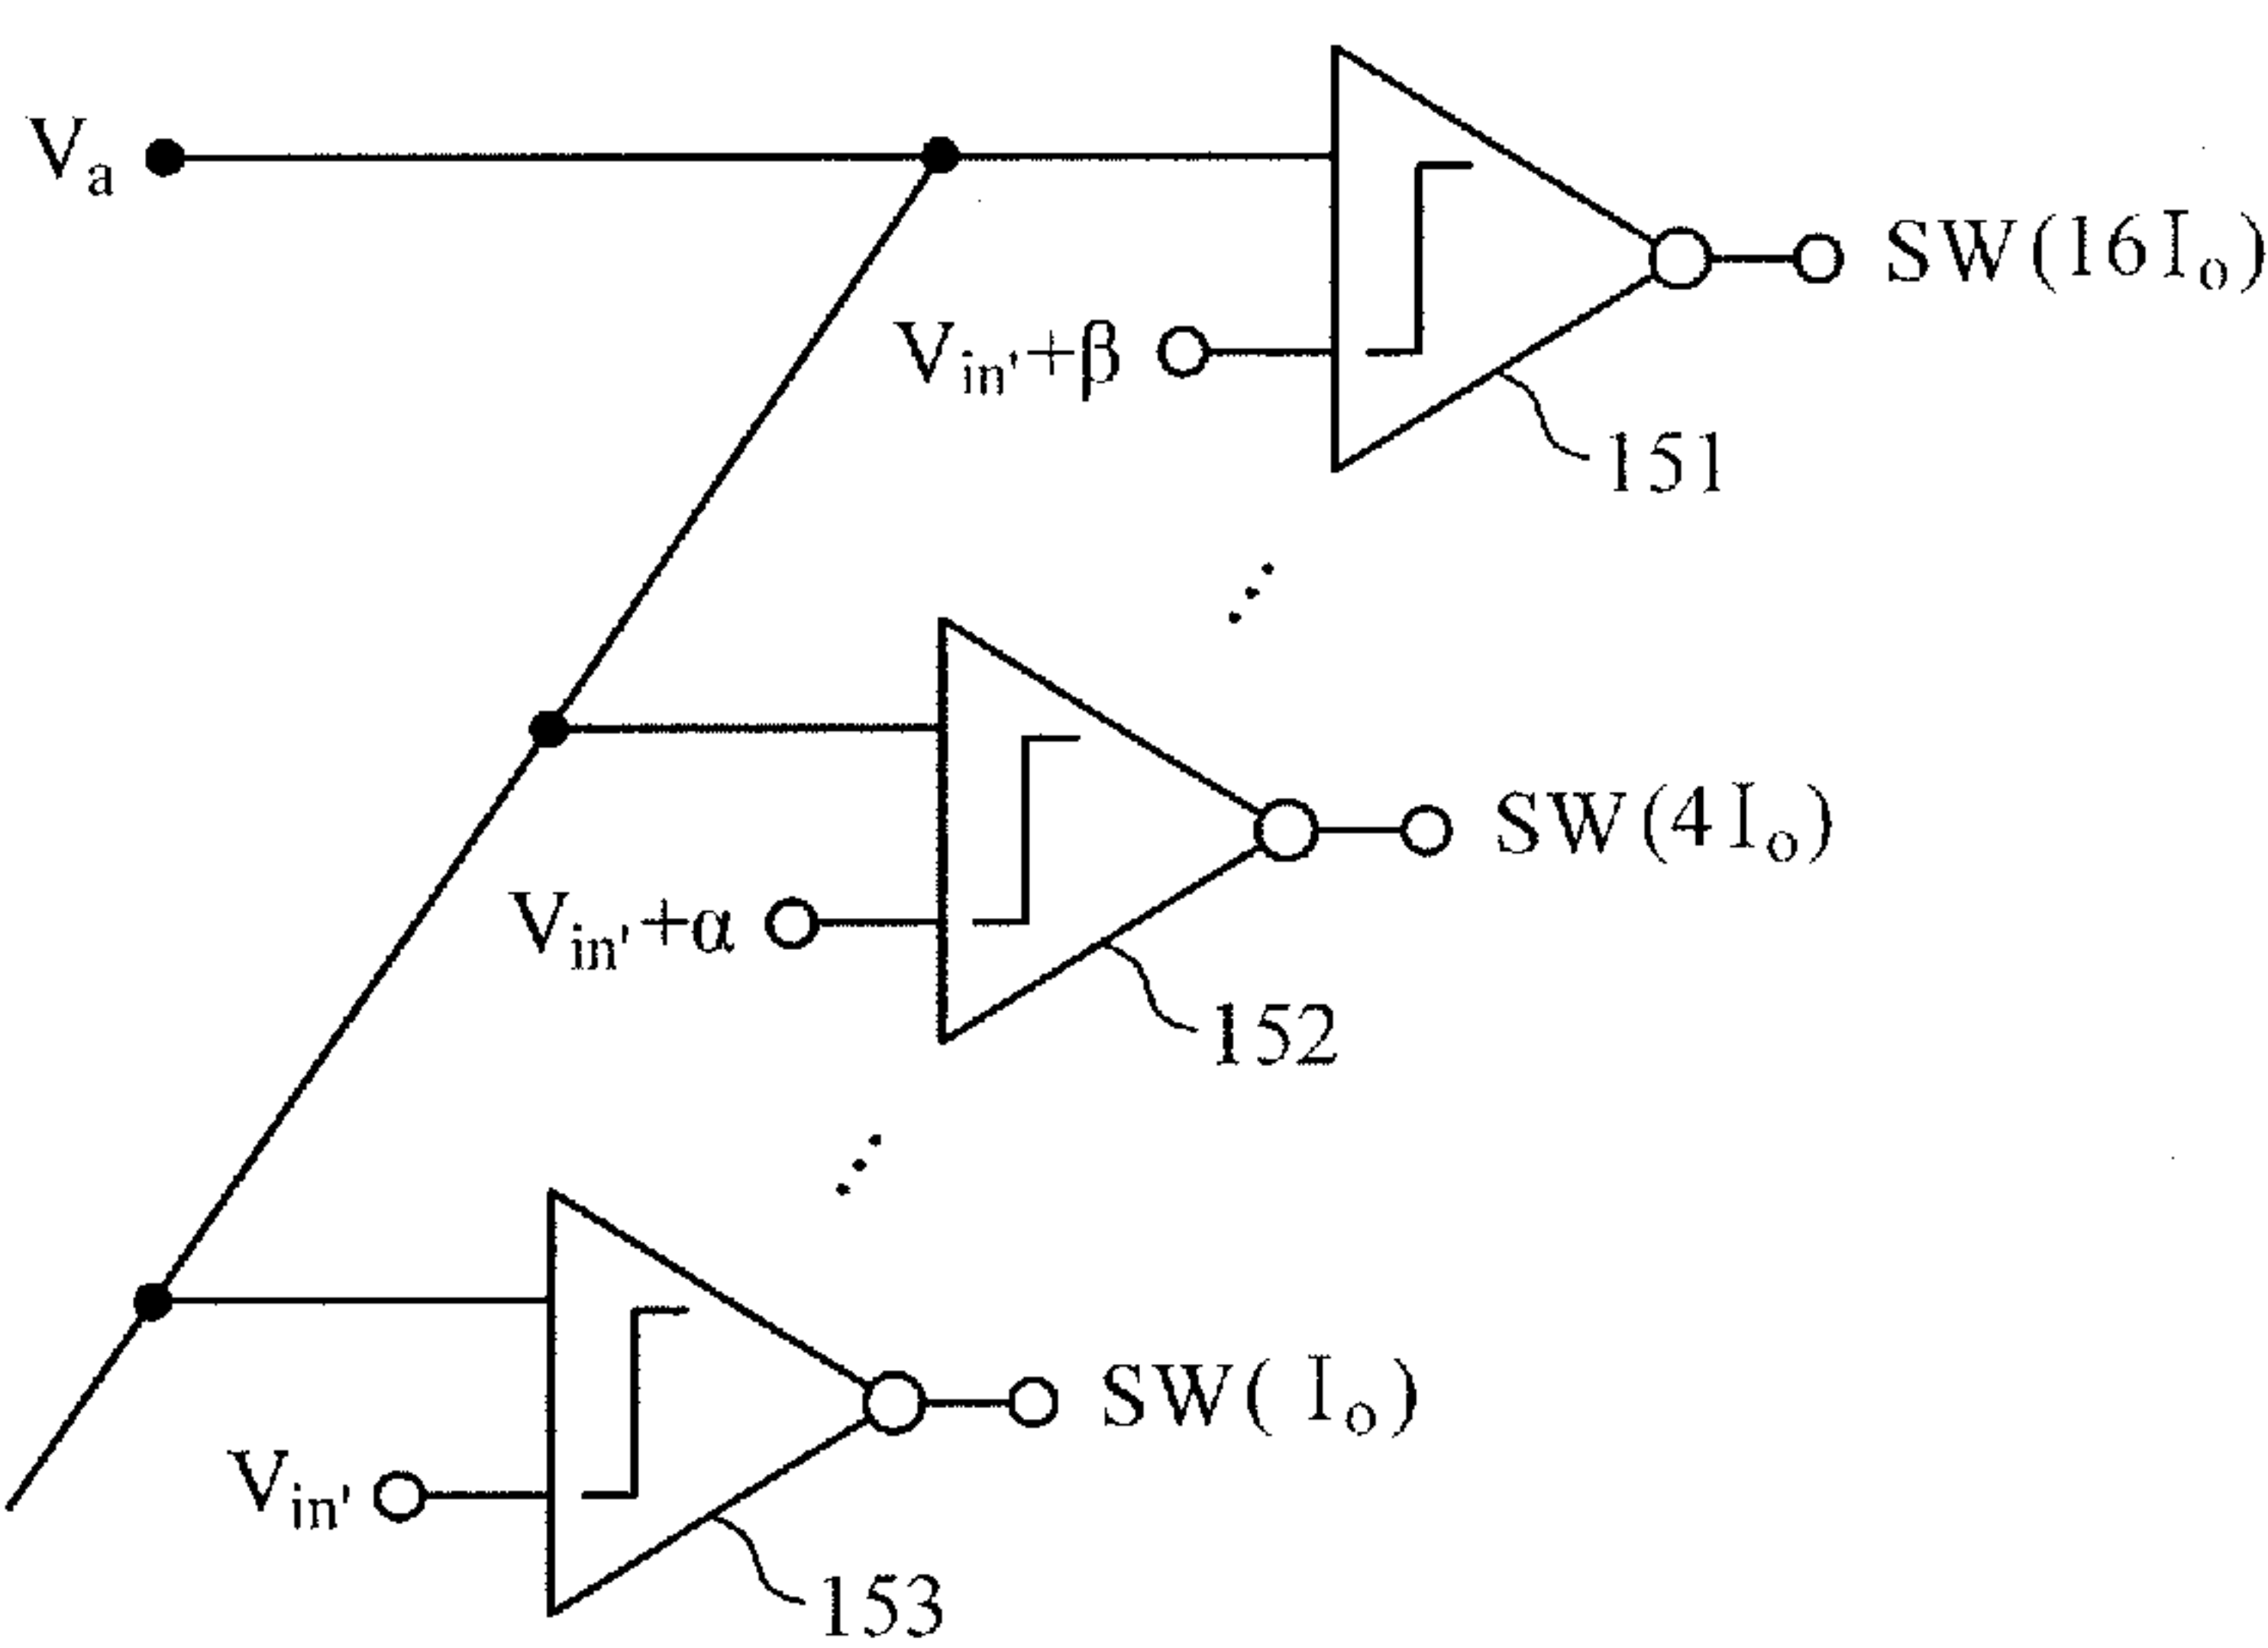 Va
SW(16Io)
Vin'+β
151
SW(4Io)
Vin'+α
152
SW(Io)
Vin'
153